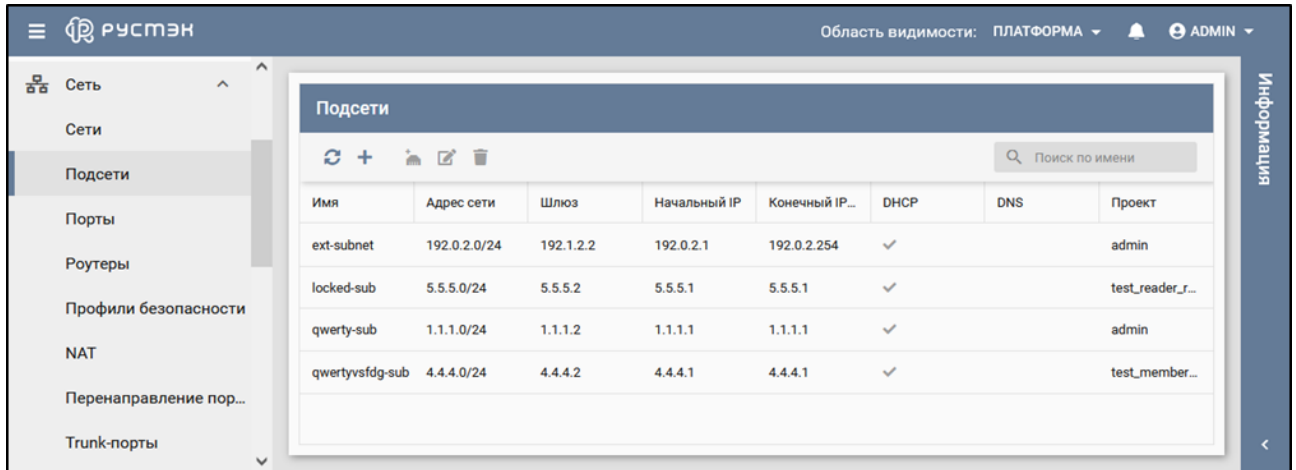 РУСТЭК
Область видимости: ПЛАТФОРМА ADMIN
Сеть
Сети
Подсети
Порты
Роутеры
Профили безопасности
NAT
Перенаправление пор...
Trunk-порты
Подсети
Поиск по имени
Имя Адрес сети Шлюз Начальный IP Конечный IP... DHCP DNS Проект
ext-subnet 192.0.2.0/24 192.1.2.2 192.0.2.1 192.0.2.254 admin
locked-sub 5.5.5.0/24 5.5.5.2 5.5.5.1 5.5.5.1 test_reader_r...
qwerty-sub 1.1.1.0/24 1.1.1.2 1.1.1.1 1.1.1.1 admin
qwertyvsfdg-sub 4.4.4.0/24 4.4.4.2 4.4.4.1 4.4.4.1 test_member...
Информация